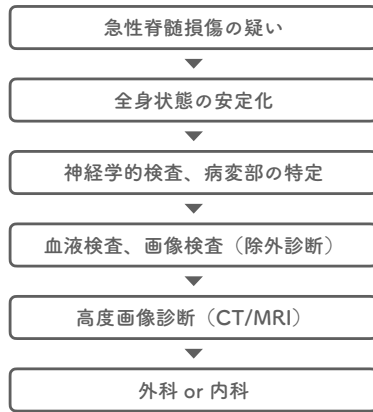 急性脊髄損傷の疑い
全身状態の安定化
神経学的検査、病変部の特定
血液検査、画像検査（除外診断）
高度画像診断（CT/MRI）
外科 or 内科